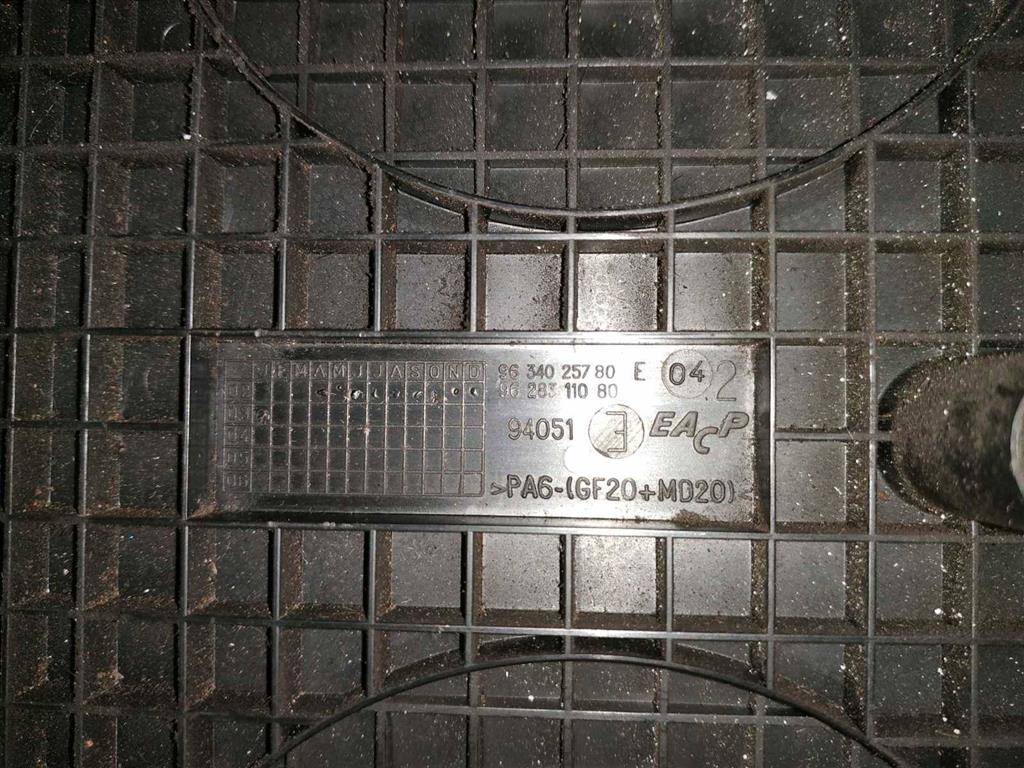 J F M A M J J A S O N D
96 340 257 80 E 04 2
96 283 110 80
94051 EACP
>PA6-(GF20+MD20)<